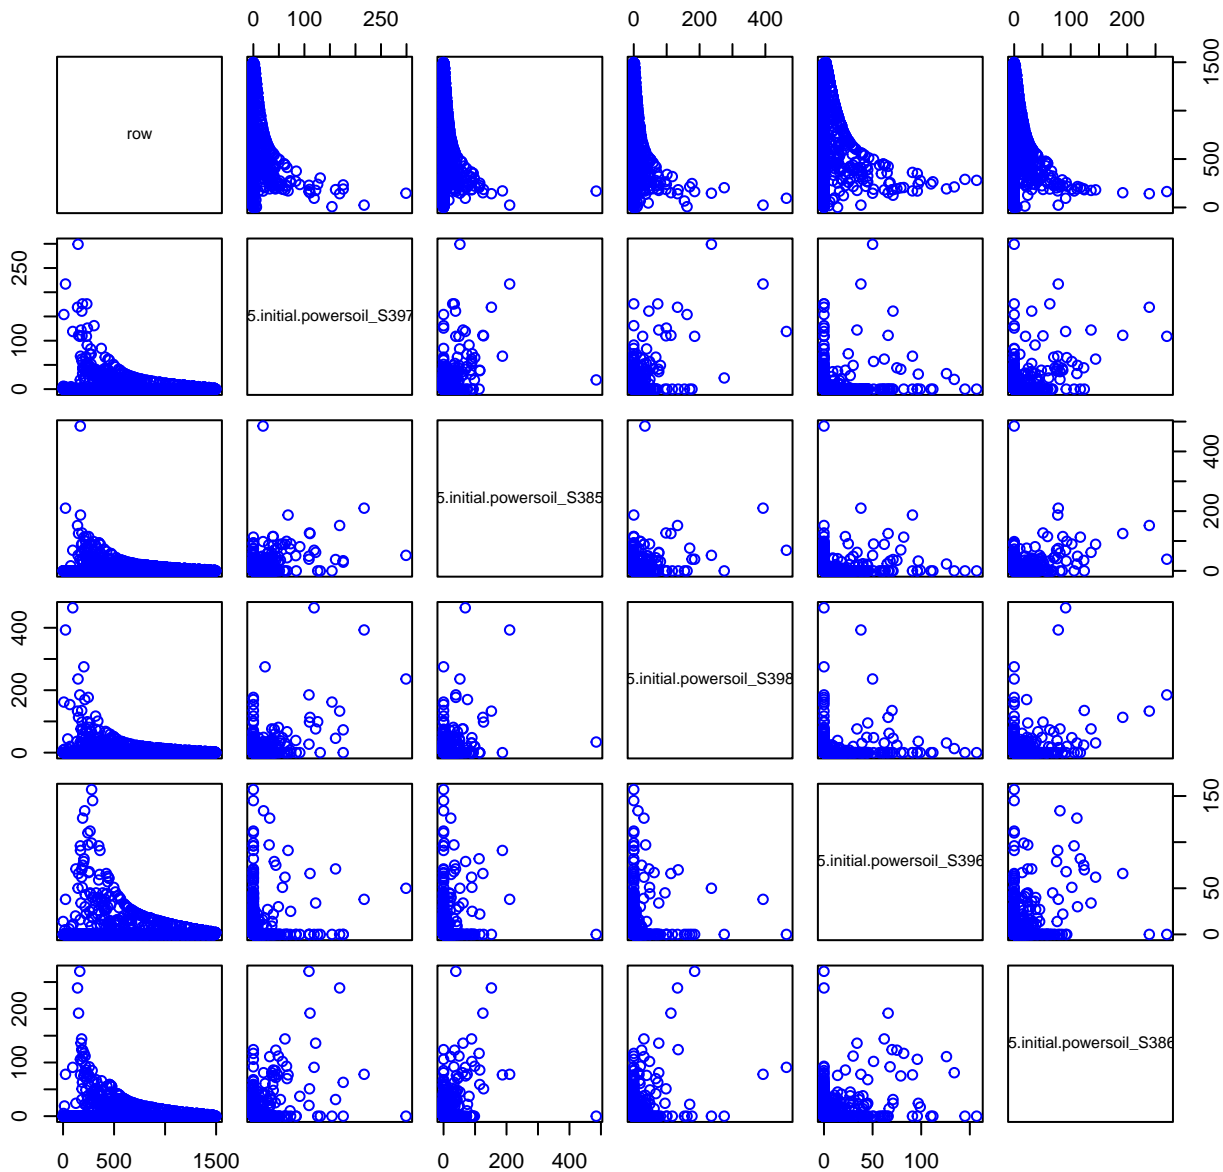 0 100 250
0 200 400
0 100 200
row
0 500 1500
0 100 250
5.initial.powersoil_S397
5.initial.powersoil_S385
0 200 400
0 200 400
5.initial.powersoil_S398
5.initial.powersoil_S396
0 50 150
0 100 200
5.initial.powersoil_S386
0 500 1500
0 200 400
0 50 100